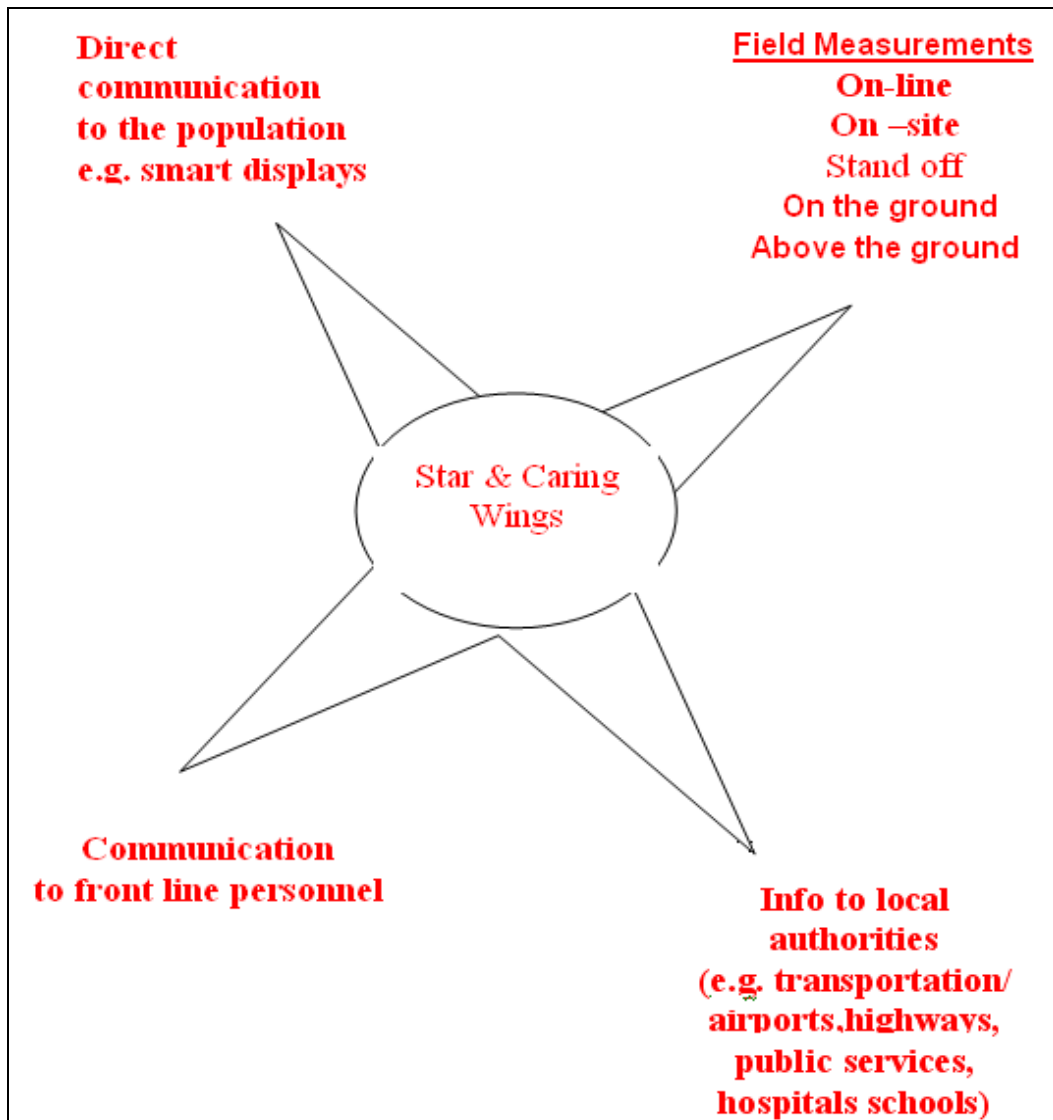 Direct
communication
to the population
e.g. smart displays
Field Measurements
On-line
On –site
Stand off
On the ground
Above the ground
Star & Caring
Wings
Communication
to front line personnel
Info to local
authorities
(e.g. transportation/
airports,highways,
public services,
hospitals schools)